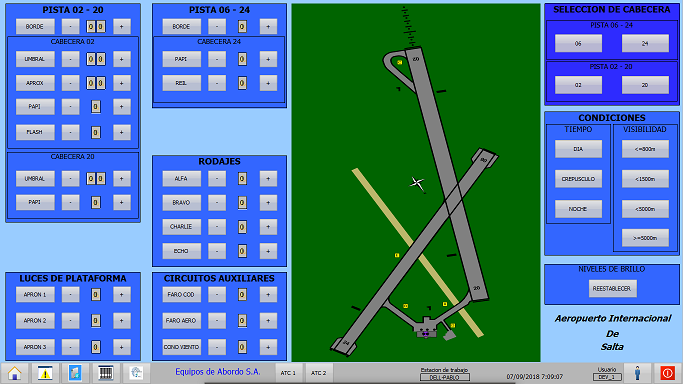 PISTA 02 - 20
BORDE - 0 0 +
CABECERA 02
UMBRAL - 0 0 +
APROX - 0 0 +
PAPI - 0 +
FLASH - 0 +
CABECERA 20
UMBRAL - 0 0 +
PAPI - 0 +
LUCES DE PLATAFORMA
APRON 1 - 0 +
APRON 2 - 0 +
APRON 3 - 0 +
PISTA 06 - 24
BORDE - 0 +
CABECERA 24
PAPI - 0 +
REIL - 0 +
RODAJES
ALFA - 0 +
BRAVO - 0 +
CHARLIE - 0 +
ECHO - 0 +
CIRCUITOS AUXILIARES
FARO COD - 0 +
FARO AERO - 0 +
CONO VIENTO - 0 +
20
24
SELECCION DE CABECERA
PISTA 06 - 24
06 24
PISTA 02 - 20
02 20
CONDICIONES
TIEMPO
DIA
CREPUSCULO
NOCHE
VISIBILIDAD
<=800m
<1500m
<5000m
>=5000m
NIVELES DE BRILLO
REESTABLECER
Aeropuerto Internacional
De
Salta
Equipos de Abordo S.A.
ATC 1
ATC 2
Estacion de trabajo
DELL-PABLO
07/09/2018 7:09:07
Usuario
DEV_1